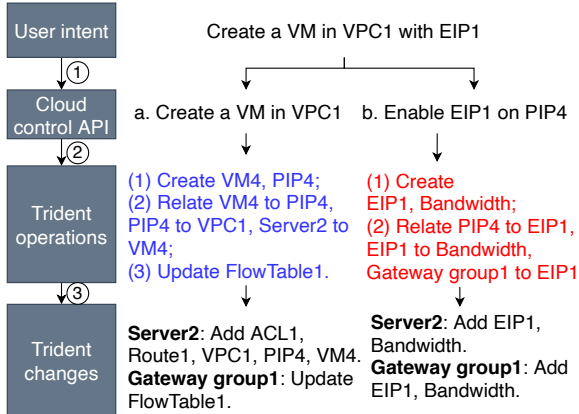 User intent
Create a VM in VPC1 with EIP1
①
Cloud
control API
a. Create a VM in VPC1
b. Enable EIP1 on PIP4
②
Trident
operations
(1) Create VM4, PIP4;
(2) Relate VM4 to PIP4,
PIP4 to VPC1, Server2 to
VM4;
(3) Update FlowTable1.
(1) Create
EIP1, Bandwidth;
(2) Relate PIP4 to EIP1,
EIP1 to Bandwidth,
Gateway group1 to EIP1
③
Trident
changes
Server2: Add ACL1,
Route1, VPC1, PIP4, VM4.
Gateway group1: Update
FlowTable1.
Server2: Add EIP1,
Bandwidth.
Gateway group1: Add
EIP1, Bandwidth.